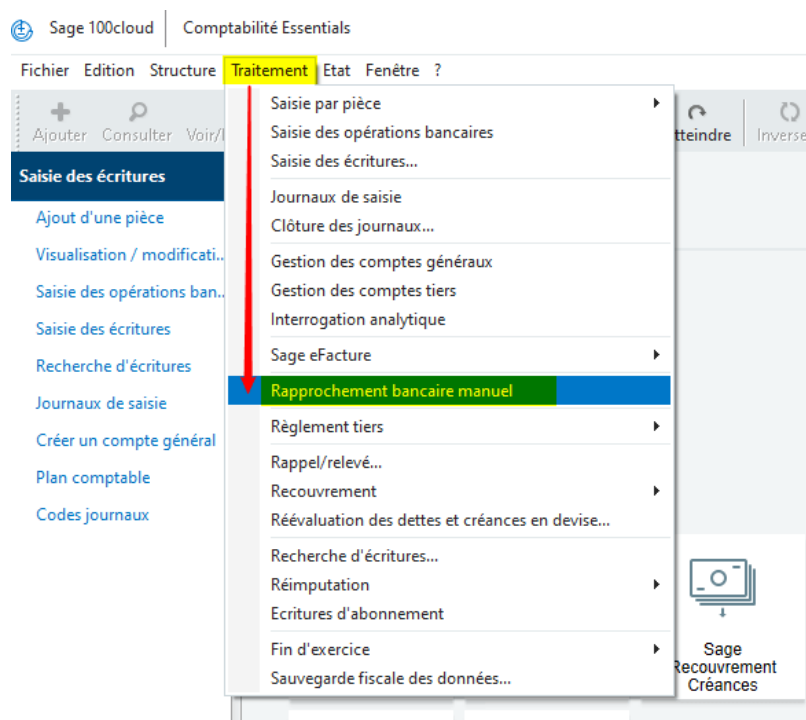 Sage 100cloud Comptabilité Essentials
Fichier Edition Structure Traitement Etat Fenêtre ?
Ajouter Consulter Voir/ tteindre Inverse
Saisie des écritures
Ajout d'une pièce
Visualisation / modificati..
Saisie des opérations ban..
Saisie des écritures
Recherche d'écritures
Journaux de saisie
Créer un compte général
Plan comptable
Codes journaux
Saisie par pièce
Saisie des opérations bancaires
Saisie des écritures...
Journaux de saisie
Clôture des journaux...
Gestion des comptes généraux
Gestion des comptes tiers
Interrogation analytique
Sage eFacture
Rapprochement bancaire manuel
Règlement tiers
Rappel/relevé...
Recouvrement
Réévaluation des dettes et créances en devise...
Recherche d'écritures...
Réimputation
Ecritures d'abonnement
Fin d'exercice
Sauvegarde fiscale des données...
Sage
Recouvrement
Créances